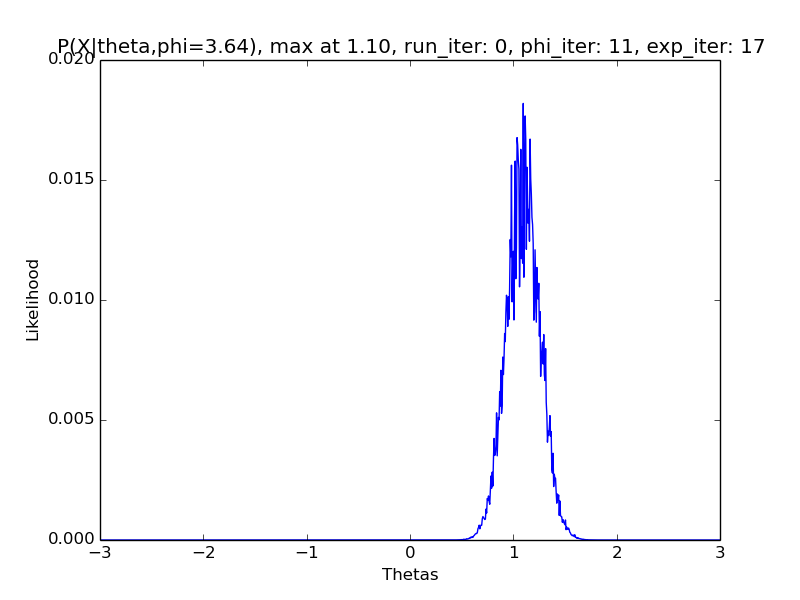 P(X|theta,phi=3.64), max at 1.10, run_iter: 0, phi_iter: 11, exp_iter: 17
0.020
0.015
0.010
0.005
0.000
Likelihood
−3 −2 −1 0 1 2 3
Thetas